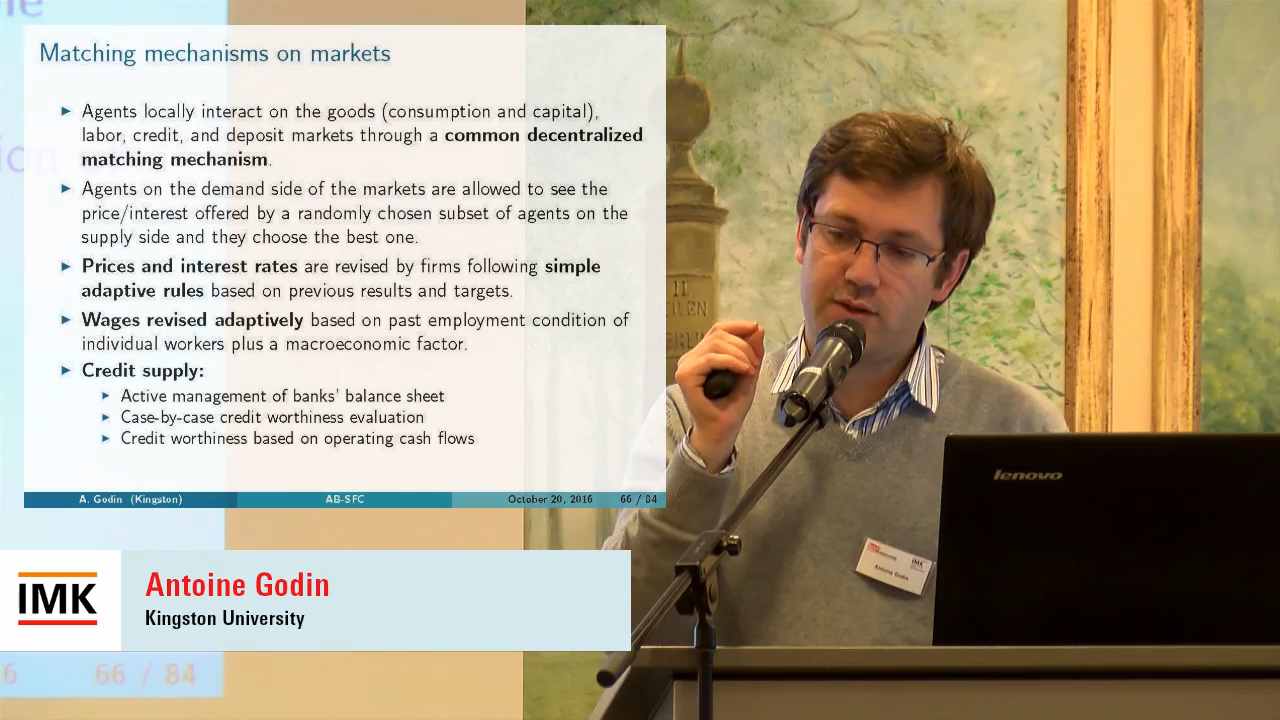 Matching mechanisms on markets
Agents locally interact on the goods (consumption and capital),
labor, credit, and deposit markets through a common decentralized
matching mechanism.
Agents on the demand side of the markets are allowed to see the
price/interest offered by a randomly chosen subset of agents on the
supply side and they choose the best one.
Prices and interest rates are revised by firms following simple
adaptive rules based on previous results and targets.
Wages revised adaptively based on past employment condition of
individual workers plus a macroeconomic factor.
Credit supply:
Active management of banks' balance sheet
Case-by-case credit worthiness evaluation
Credit worthiness based on operating cash flows
A. Godin (Kingston) AB-SFC October 20, 2016 66 / 84
IMK
Antoine Godin
Kingston University
6 66 / 84
lenovo
IMK
Antoine Godin